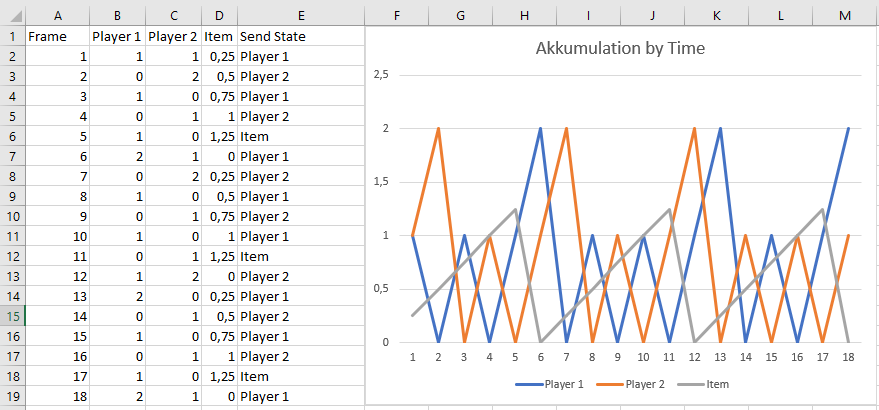 A B C D E F G H I J K L M
1 Frame Player 1 Player 2 Item Send State
2 1 1 1 0,25 Player 1
3 2 0 2 0,5 Player 2
4 3 1 0 0,75 Player 1
5 4 0 1 1 Player 2
6 5 1 0 1,25 Item
7 6 2 1 0 Player 1
8 7 0 2 0,25 Player 2
9 8 1 0 0,5 Player 1
10 9 0 1 0,75 Player 2
11 10 1 0 1 Player 1
12 11 0 1 1,25 Item
13 12 1 2 0 Player 2
14 13 2 0 0,25 Player 1
15 14 0 1 0,5 Player 2
16 15 1 0 0,75 Player 1
17 16 0 1 1 Player 2
18 17 1 0 1,25 Item
19 18 2 1 0 Player 1
Akkumulation by Time
2,5
2
1,5
1
0,5
0
1 2 3 4 5 6 7 8 9 10 11 12 13 14 15 16 17 18
Player 1 Player 2 Item